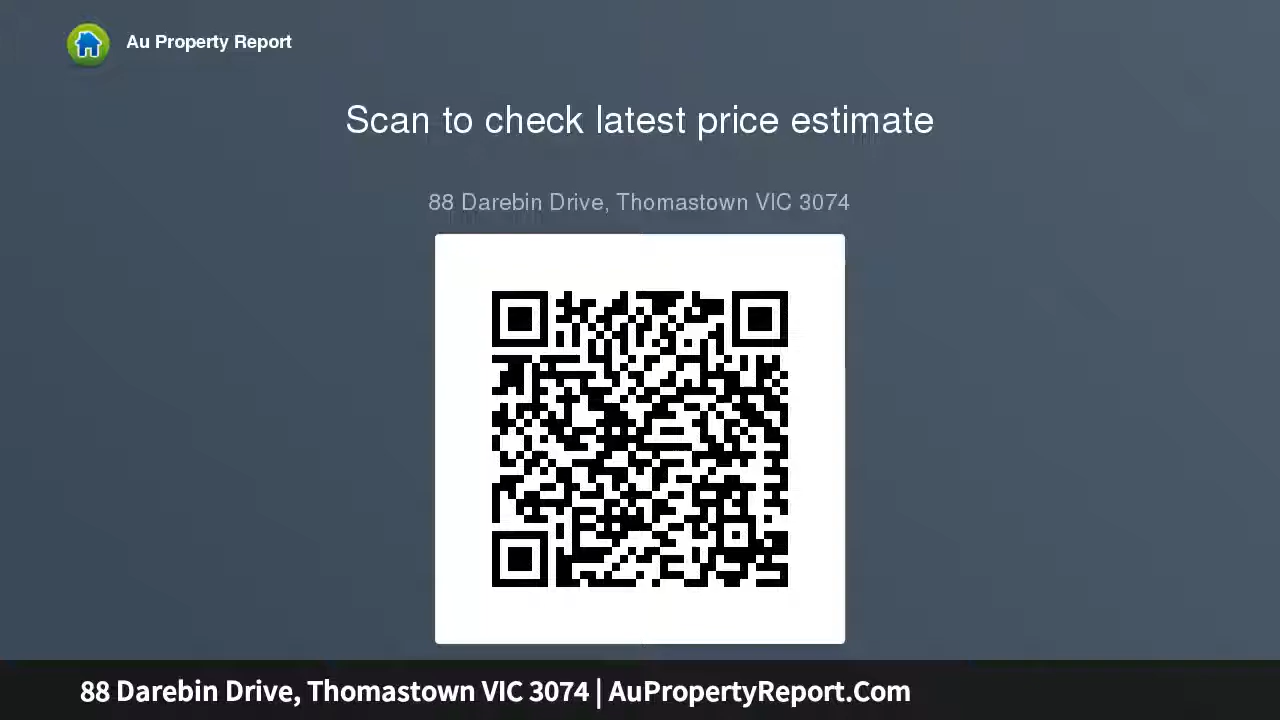 Au Property Report
Scan to check latest price estimate
88 Darebin Drive, Thomastown VIC 3074
88 Darebin Drive, Thomastown VIC 3074 | AuPropertyReport.Com